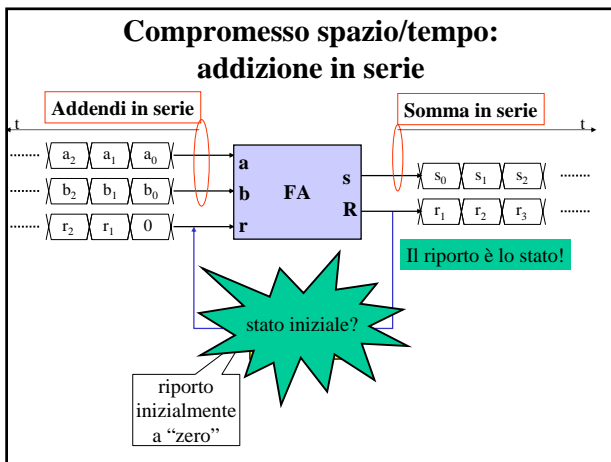 Compromesso spazio/tempo:
addizione in serie
t
Addendi in serie
Somma in serie
t
........ a2 a1 a0
a
........ b2 b1 b0
b
FA
s
s0 s1 s2 ........
........ r2 r1 0
r
R
r1 r2 r3 ........
Il riporto è lo stato!
stato iniziale?
riporto
inizialmente
a “zero”